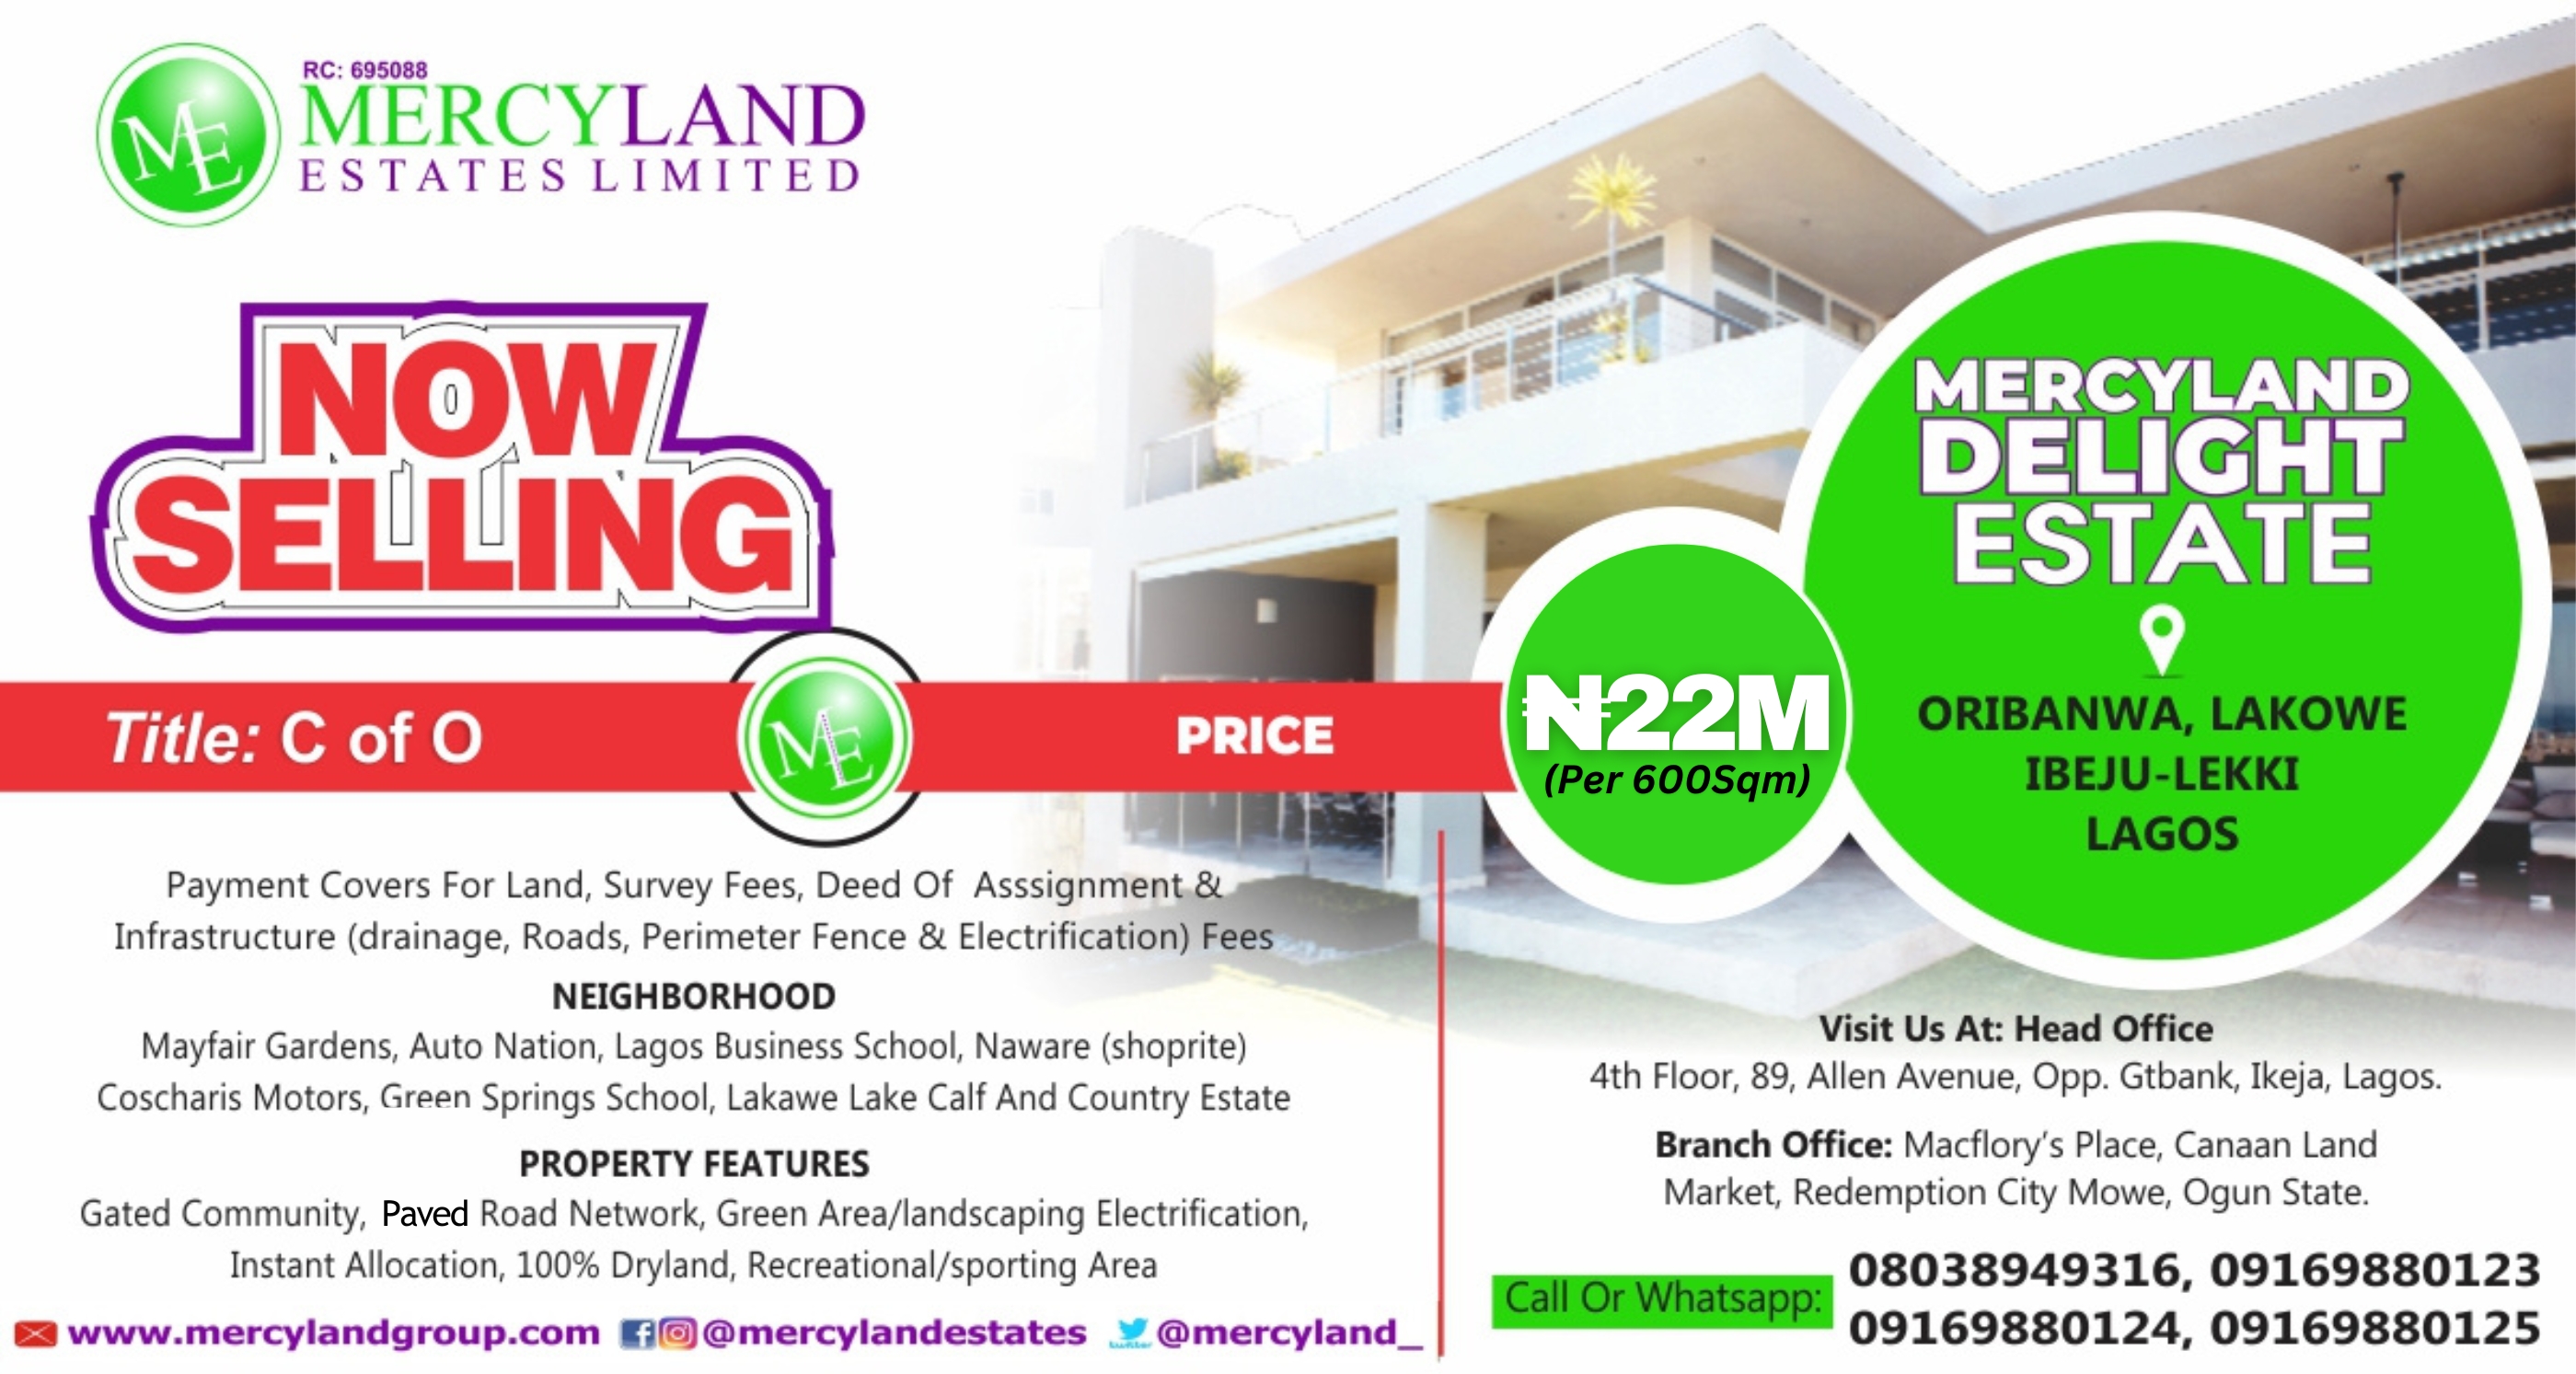 RC: 695088
MERCYLAND
ESTATES LIMITED
ME
NOW
SELLING
Title: C of O
ME
PRICE
₦22M
(Per 600Sqm)
MERCYLAND
DELIGHT
ESTATE
ORIBANWA, LAKOWE
IBEJU-LEKKI
LAGOS
Payment Covers For Land, Survey Fees, Deed Of Asssignment &
Infrastructure (drainage, Roads, Perimeter Fence & Electrification) Fees
NEIGHBORHOOD
Mayfair Gardens, Auto Nation, Lagos Business School, Naware (shoprite)
Coscharis Motors, Green Springs School, Lakawe Lake Calf And Country Estate
PROPERTY FEATURES
Gated Community, Paved Road Network, Green Area/landscaping Electrification,
Instant Allocation, 100% Dryland, Recreational/sporting Area
www.mercylandgroup.com @mercylandestates twitter @mercyland_
Visit Us At: Head Office
4th Floor, 89, Allen Avenue, Opp. Gtbank, Ikeja, Lagos.
Branch Office: Macflory's Place, Canaan Land
Market, Redemption City Mowe, Ogun State.
Call Or Whatsapp:
08038949316, 09169880123
09169880124, 09169880125